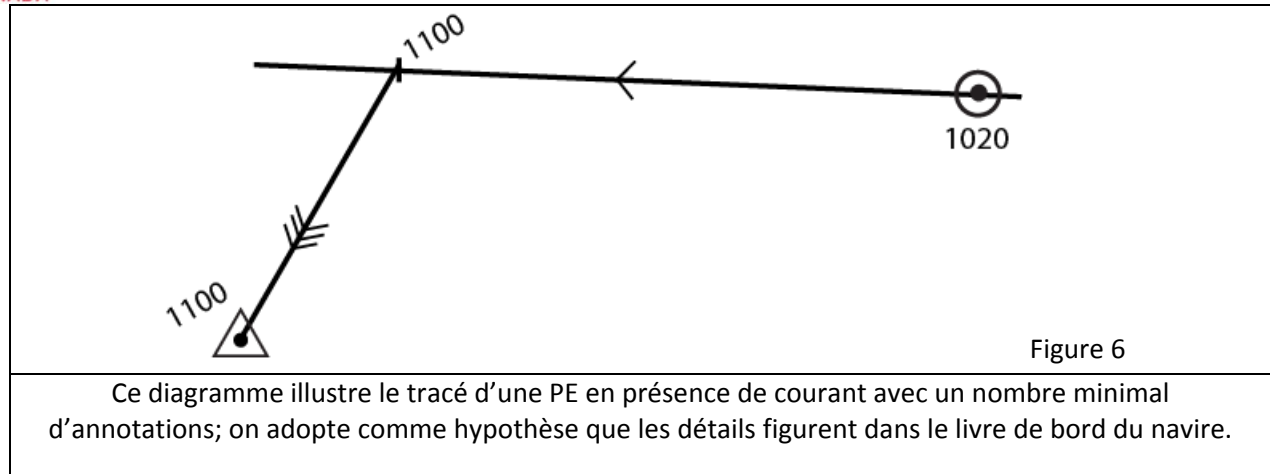 1100
1020
1100
Figure 6
Ce diagramme illustre le tracé d’une PE en présence de courant avec un nombre minimal
d’annotations; on adopte comme hypothèse que les détails figurent dans le livre de bord du navire.